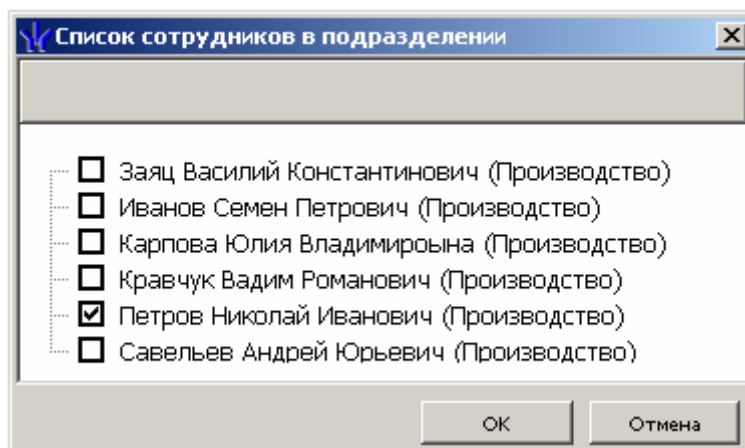 Список сотрудников в подразделении
Заяц Василий Константинович (Производство)
Иванов Семен Петрович (Производство)
Карпова Юлия Владимироына (Производство)
Кравчук Вадим Романович (Производство)
Петров Николай Иванович (Производство)
Савельев Андрей Юрьевич (Производство)
ОК Отмена